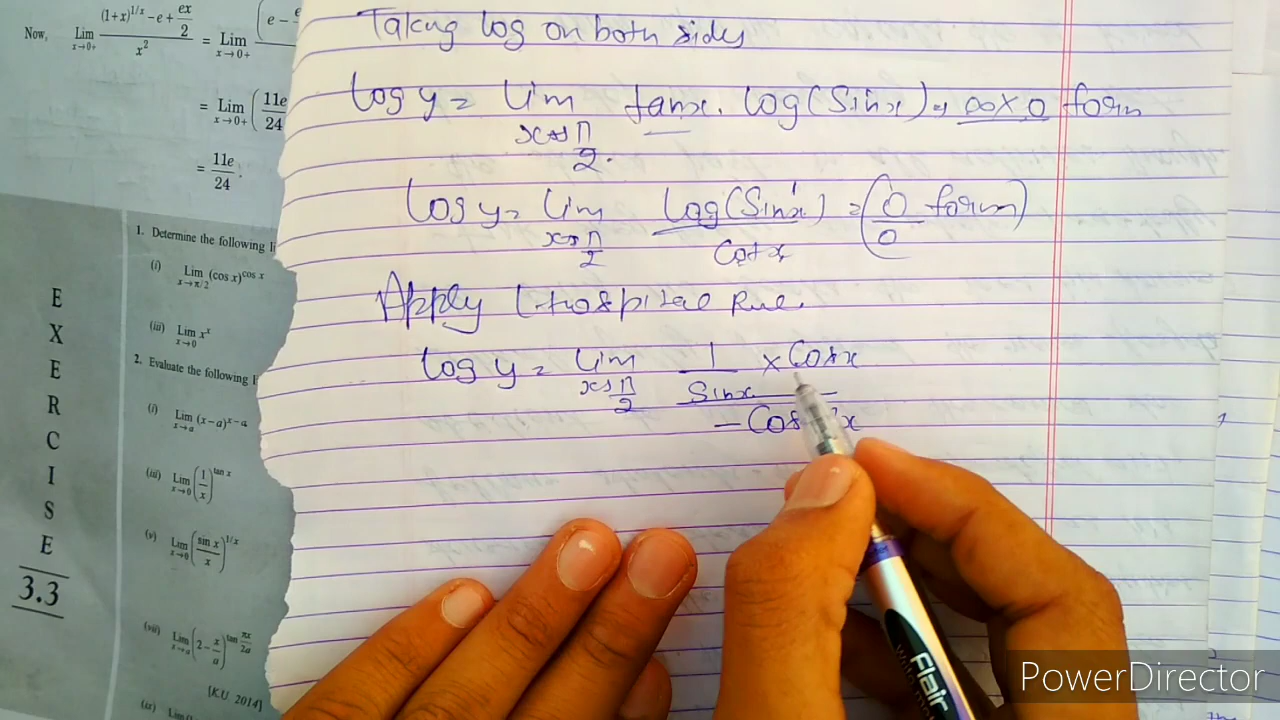 Now, Lim x→0+ (1+x)^1/x − e + ex/2 / x² = Lim x→0+ (e −
= Lim x→0+ (11e/24
= 11e/24.
EXERCISE 3.3
1. Determine the following li
(i) Lim x→π/2 (cos x)^cos x
(iii) Lim x→0 x^x
2. Evaluate the following
(i) Lim x→a (x−a)^x−a
(iii) Lim x→0 (1/x)^tan x
(v) Lim x→0 (sin x/x)^1/x
(vii) Lim x→a (2 − x/a)^tan πx/2a
[K.U. 2014]
(ix)
Taking log on both sides
log y = lim x→π/2 tanx. log(Sinx) = ∞×0 form
log y = lim x→π/2 log(Sinx) / Cotx = (0/0 form)
Apply L hospital Rule.
log y = lim x→π/2 1/Sinx × Cosx / −Cos x
Flair
PowerDirector